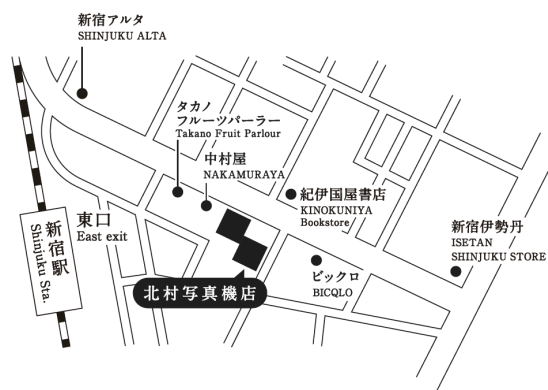 新宿アルタ
SHINJUKU ALTA
タカノ
フルーツパーラー
Takano Fruit Parlour
中村屋
NAKAMURAYA
紀伊国屋書店
KINOKUNIYA
Bookstore
新宿伊勢丹
ISETAN
SHINJUKU STORE
東口
East exit
新宿駅
Shinjuku Sta.
ビックロ
BICQLO
北村写真機店